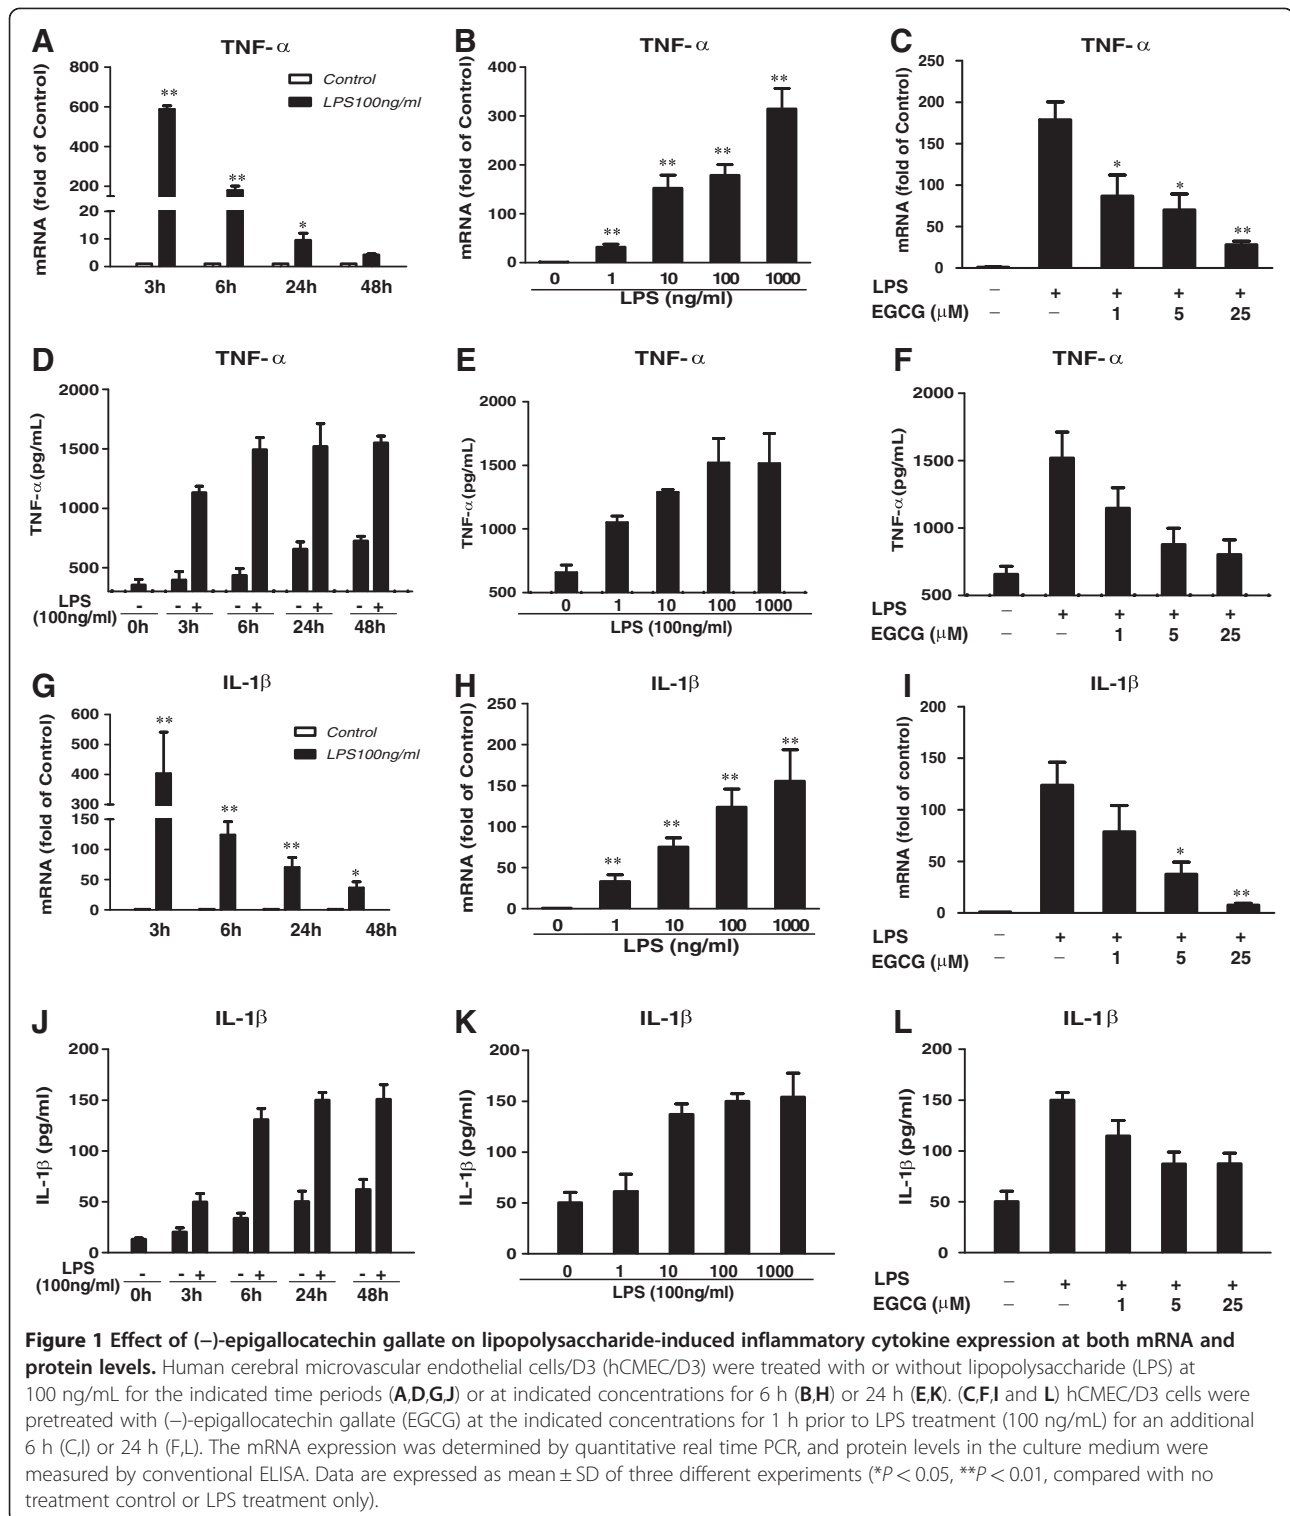 A
TNF-α
mRNA (fold of Control)
800
600
400
200
20
10
0
Control
LPS100ng/ml
**
**
*
3h 6h 24h 48h
B
TNF-α
mRNA (fold of Control)
400
300
200
100
0
**
**
**
**
0 1 10 100 1000
LPS (ng/ml)
C
TNF-α
mRNA (fold of Control)
250
200
150
100
50
0
*
*
**
LPS − + + + +
EGCG (μM) − − 1 5 25
D
TNF-α
TNF-α(pg/mL)
2000
1500
1000
500
LPS - - + - + - + - +
(100ng/ml) 0h 3h 6h 24h 48h
E
TNF-α
TNF-α(pg/mL)
2000
1500
1000
500
0 1 10 100 1000
LPS (100ng/ml)
F
TNF-α
TNF-α(pg/mL)
2000
1500
1000
500
LPS − + + + +
EGCG (μM) − − 1 5 25
G
IL-1β
mRNA (fold of Control)
600
500
400
300
150
100
50
0
Control
LPS100ng/ml
**
**
**
*
3h 6h 24h 48h
H
IL-1β
mRNA (fold of Control)
250
200
150
100
50
0
**
**
**
**
0 1 10 100 1000
LPS (ng/ml)
I
IL-1β
mRNA (fold of control)
200
150
100
50
0
*
**
LPS − + + + +
EGCG (μM) − − 1 5 25
J
IL-1β
IL-1β (pg/ml)
200
150
100
50
0
LPS - - + - + - + - +
(100ng/ml) 0h 3h 6h 24h 48h
K
IL-1β
IL-1β (pg/ml)
200
150
100
50
0
0 1 10 100 1000
LPS (100ng/ml)
L
IL-1β
IL-1β (pg/ml)
200
150
100
50
0
LPS − + + + +
EGCG (μM) − − 1 5 25
Figure 1 Effect of (−)-epigallocatechin gallate on lipopolysaccharide-induced inflammatory cytokine expression at both mRNA and
protein levels. Human cerebral microvascular endothelial cells/D3 (hCMEC/D3) were treated with or without lipopolysaccharide (LPS) at
100 ng/mL for the indicated time periods (A,D,G,J) or at indicated concentrations for 6 h (B,H) or 24 h (E,K). (C,F,I and L) hCMEC/D3 cells were
pretreated with (−)-epigallocatechin gallate (EGCG) at the indicated concentrations for 1 h prior to LPS treatment (100 ng/mL) for an additional
6 h (C,I) or 24 h (F,L). The mRNA expression was determined by quantitative real time PCR, and protein levels in the culture medium were
measured by conventional ELISA. Data are expressed as mean ± SD of three different experiments (*P < 0.05, **P < 0.01, compared with no
treatment control or LPS treatment only).